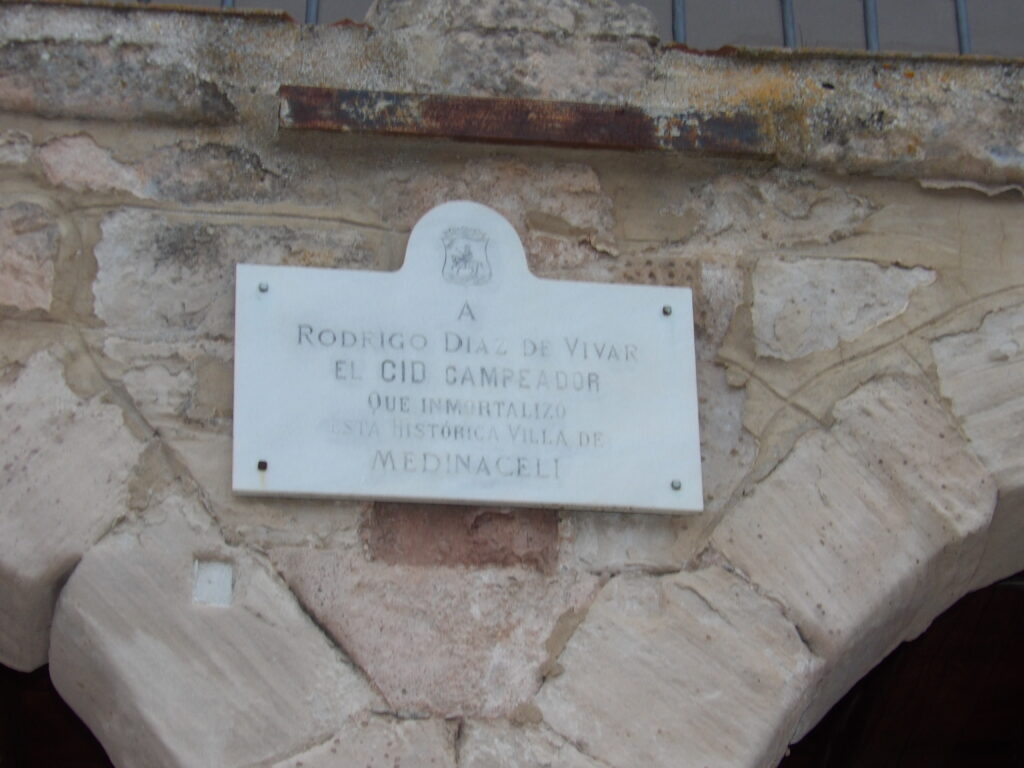 A
RODRIGO DIAZ DE VIVAR
EL CID CAMPEADOR
QUE INMORTALIZO
ESTA HISTÓRICA VILLA DE
MEDINACELI